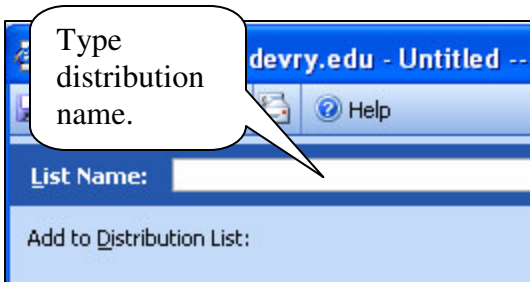 Type
distribution
name.
devry.edu - Untitled --
Help
List Name:
Add to Distribution List: